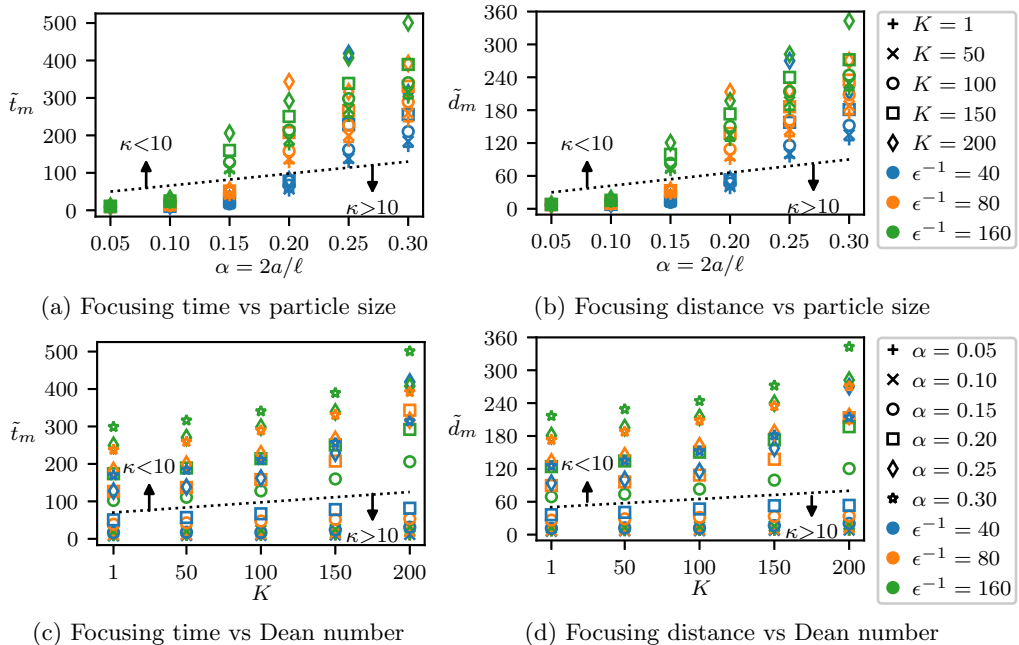 500
400
300
200
100
0
t̃ₘ
κ<10
κ>10
0.05 0.10 0.15 0.20 0.25 0.30
α = 2a/ℓ
(a) Focusing time vs particle size
360
300
240
180
120
60
0
d̃ₘ
κ<10
κ>10
0.05 0.10 0.15 0.20 0.25 0.30
α = 2a/ℓ
(b) Focusing distance vs particle size
K = 1
K = 50
K = 100
K = 150
K = 200
ϵ⁻¹ = 40
ϵ⁻¹ = 80
ϵ⁻¹ = 160
500
400
300
200
100
0
t̃ₘ
κ<10
κ>10
1 50 100 150 200
K
(c) Focusing time vs Dean number
360
300
240
180
120
60
0
d̃ₘ
κ<10
κ>10
1 50 100 150 200
K
(d) Focusing distance vs Dean number
α = 0.05
α = 0.10
α = 0.15
α = 0.20
α = 0.25
α = 0.30
ϵ⁻¹ = 40
ϵ⁻¹ = 80
ϵ⁻¹ = 160